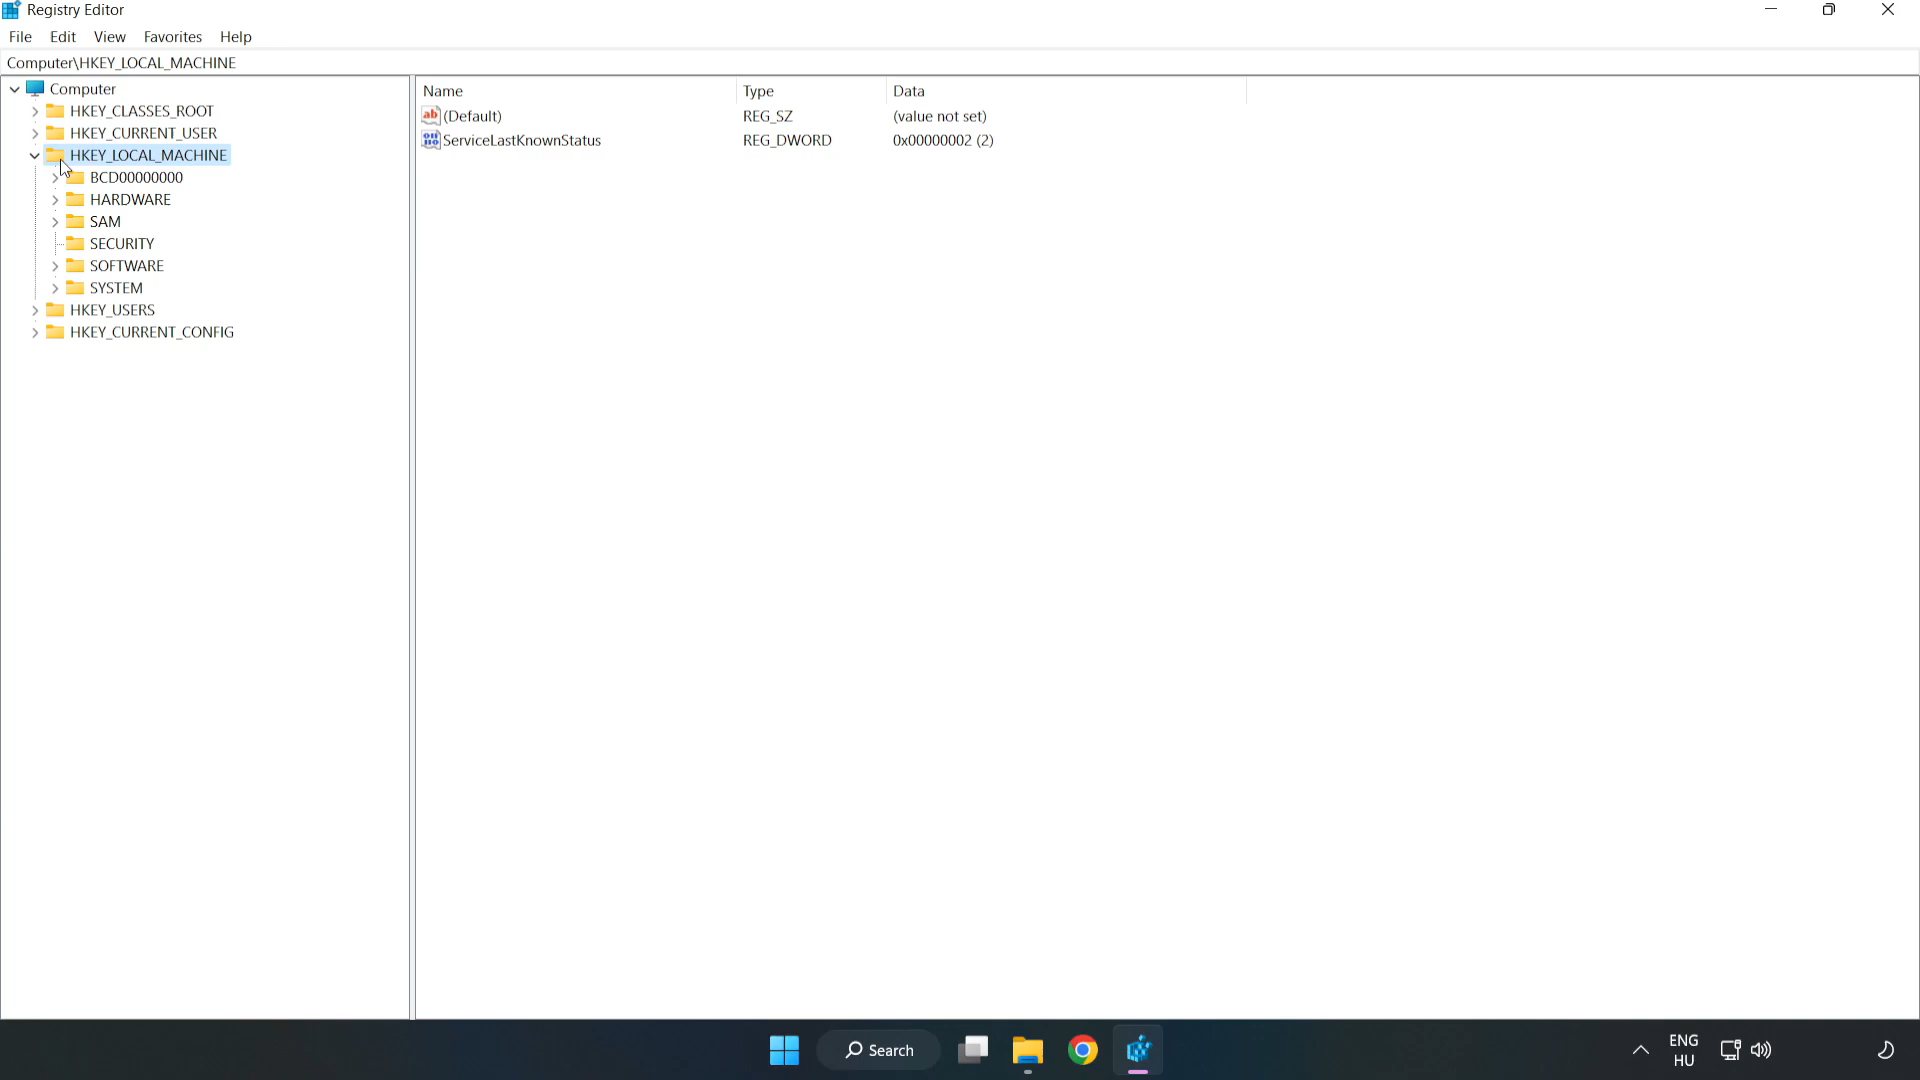 Registry Editor
File Edit View Favorites Help
Computer\HKEY_LOCAL_MACHINE
Computer
HKEY_CLASSES_ROOT
HKEY_CURRENT_USER
HKEY_LOCAL_MACHINE
BCD00000000
HARDWARE
SAM
SECURITY
SOFTWARE
SYSTEM
HKEY_USERS
HKEY_CURRENT_CONFIG
Name Type Data
(Default) REG_SZ (value not set)
ServiceLastKnownStatus REG_DWORD 0x00000002 (2)
Search
ENG
HU